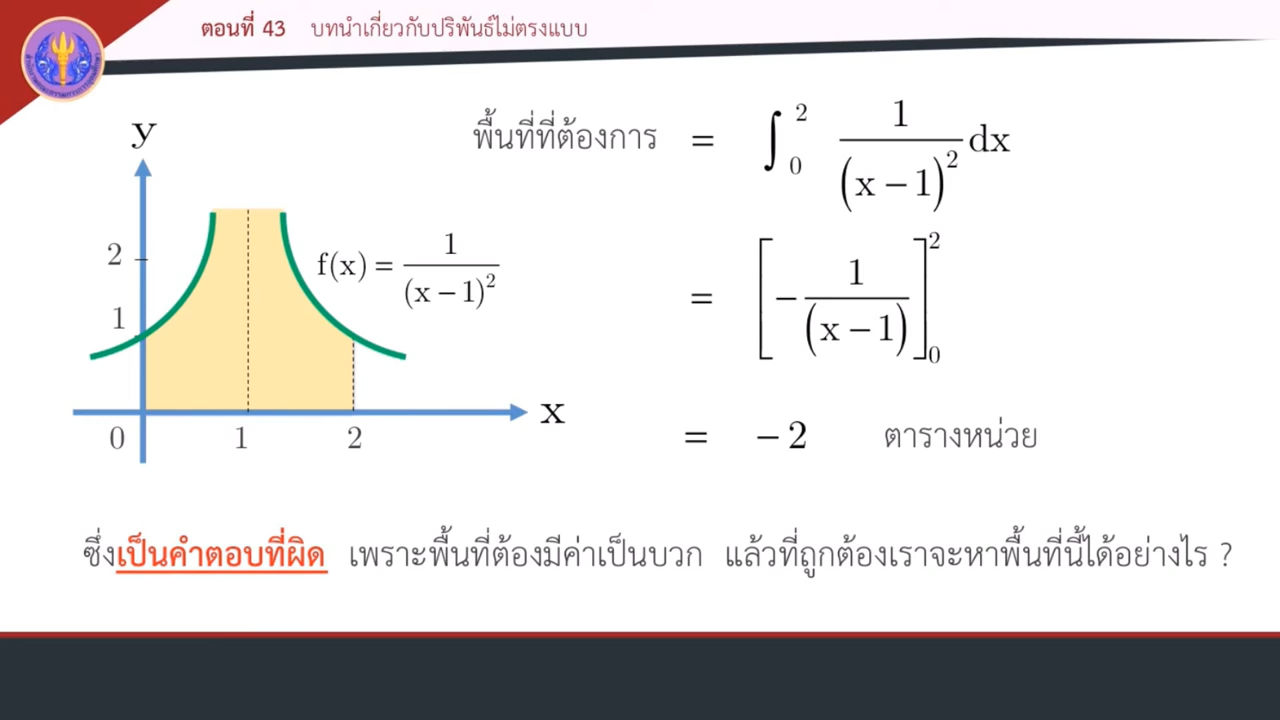 ตอนที่ 43 บทนำเกี่ยวกับปริพันธ์ไม่ตรงแบบ
พื้นที่ที่ต้องการ = ∫₀² 1/(x − 1)² dx
y
2
1
f(x) = 1/(x − 1)²
= [−1/(x − 1)]₀²
x
0 1 2
= − 2 ตารางหน่วย
ซึ่งเป็นคำตอบที่ผิด เพราะพื้นที่ต้องมีค่าเป็นบวก แล้วที่ถูกต้องเราจะหาพื้นที่นี้ได้อย่างไร ?